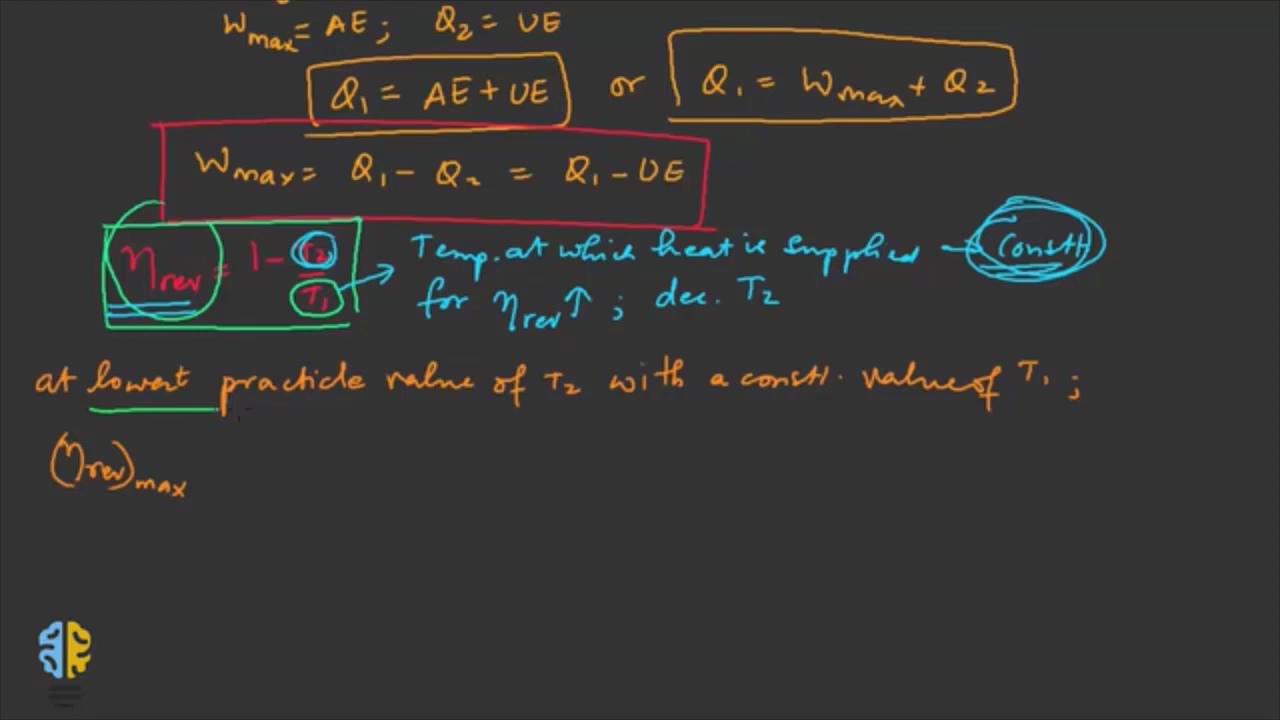 Wmax = AE ; Q2 = UE
Q1 = AE + UE or Q1 = Wmax + Q2
Wmax = Q1 - Q2 = Q1 - UE
ηrev = 1 - T2/T1 → Temp. at which heat is supplied → constt
for ηrev ↑ ; dec. T2
at lowest practicle value of T2 with a constt. value of T1 ;
(ηrev)max